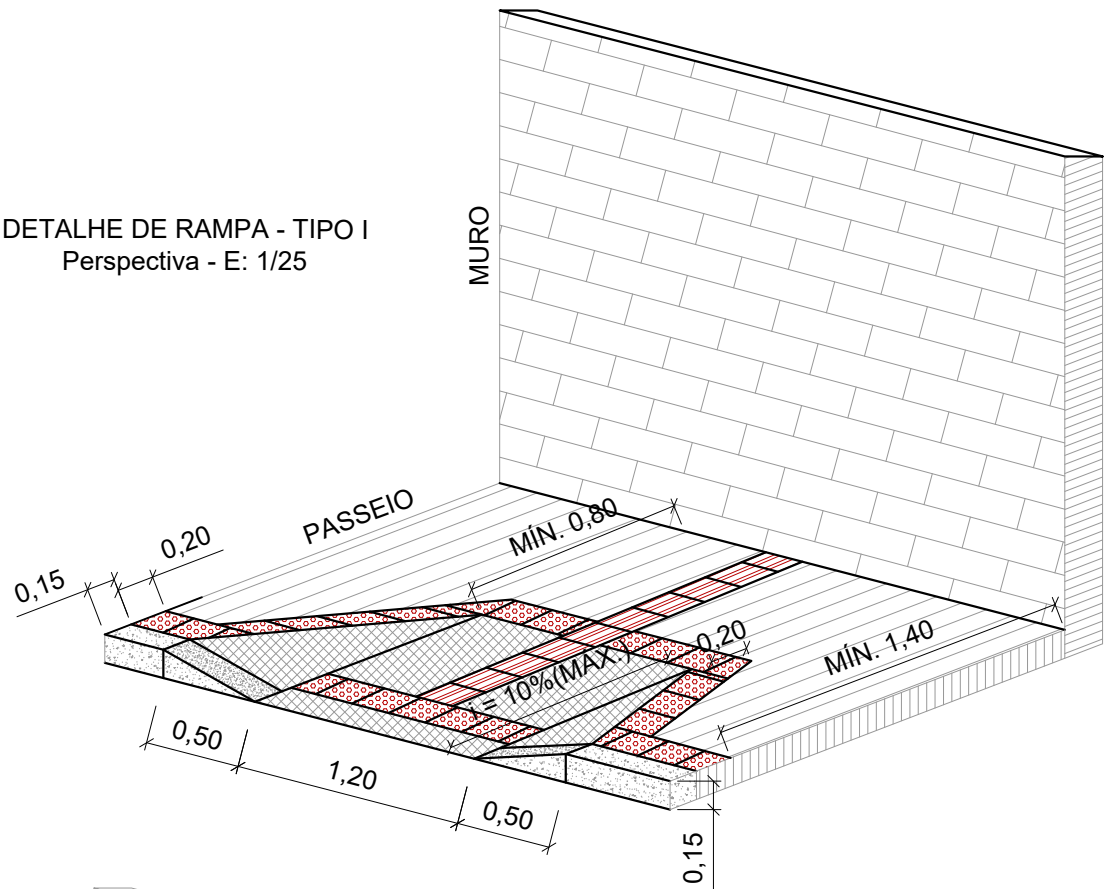 DETALHE DE RAMPA - TIPO I
Perspectiva - E: 1/25
MURO
PASSEIO
0,20
0,15
MÍN. 0,80
0,20
MÍN. 1,40
i = 10%(MAX.)
0,50
1,20
0,50
0,15